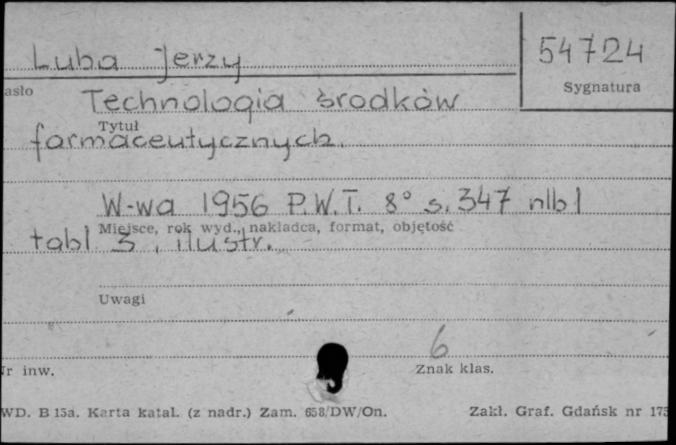 Luba Jerzy
54724
asło
Sygnatura
Technologia środków
Tytuł
farmaceutycznych.
W-wa 1956 P.W.T. 8° s. 347 nlb 1
Miejsce, rok wyd., nakładca, format, objętość
tabl 3, ilustr.
Uwagi
6
r inw.
Znak klas.
WD. B 15a. Karta katal. (z nadr.) Zam. 658/DW/On.
Zakł. Graf. Gdańsk nr 175